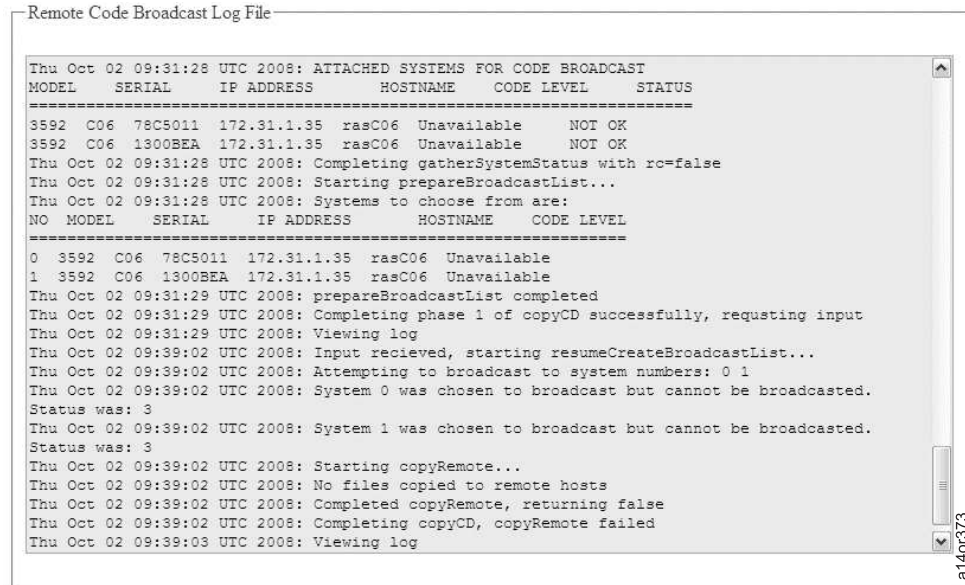 Remote Code Broadcast Log File
Thu Oct 02 09:31:28 UTC 2008: ATTACHED SYSTEMS FOR CODE BROADCAST
MODEL SERIAL IP ADDRESS HOSTNAME CODE LEVEL STATUS
=====================================================================
3592 C06 78C5011 172.31.1.35 rasC06 Unavailable NOT OK
3592 C06 1300BEA 172.31.1.35 rasC06 Unavailable NOT OK
Thu Oct 02 09:31:28 UTC 2008: Completing gatherSystemStatus with rc=false
Thu Oct 02 09:31:28 UTC 2008: Starting prepareBroadcastList...
Thu Oct 02 09:31:28 UTC 2008: Systems to choose from are:
NO MODEL SERIAL IP ADDRESS HOSTNAME CODE LEVEL
==============================================================
0 3592 C06 78C5011 172.31.1.35 rasC06 Unavailable
1 3592 C06 1300BEA 172.31.1.35 rasC06 Unavailable
Thu Oct 02 09:31:29 UTC 2008: prepareBroadcastList completed
Thu Oct 02 09:31:29 UTC 2008: Completing phase 1 of copyCD successfully, requsting input
Thu Oct 02 09:31:29 UTC 2008: Viewing log
Thu Oct 02 09:39:02 UTC 2008: Input recieved, starting resumeCreateBroadcastList...
Thu Oct 02 09:39:02 UTC 2008: Attempting to broadcast to system numbers: 0 1
Thu Oct 02 09:39:02 UTC 2008: System 0 was chosen to broadcast but cannot be broadcasted.
Status was: 3
Thu Oct 02 09:39:02 UTC 2008: System 1 was chosen to broadcast but cannot be broadcasted.
Status was: 3
Thu Oct 02 09:39:02 UTC 2008: Starting copyRemote...
Thu Oct 02 09:39:02 UTC 2008: No files copied to remote hosts
Thu Oct 02 09:39:02 UTC 2008: Completed copyRemote, returning false
Thu Oct 02 09:39:02 UTC 2008: Completing copyCD, copyRemote failed
Thu Oct 02 09:39:03 UTC 2008: Viewing log
a14or373